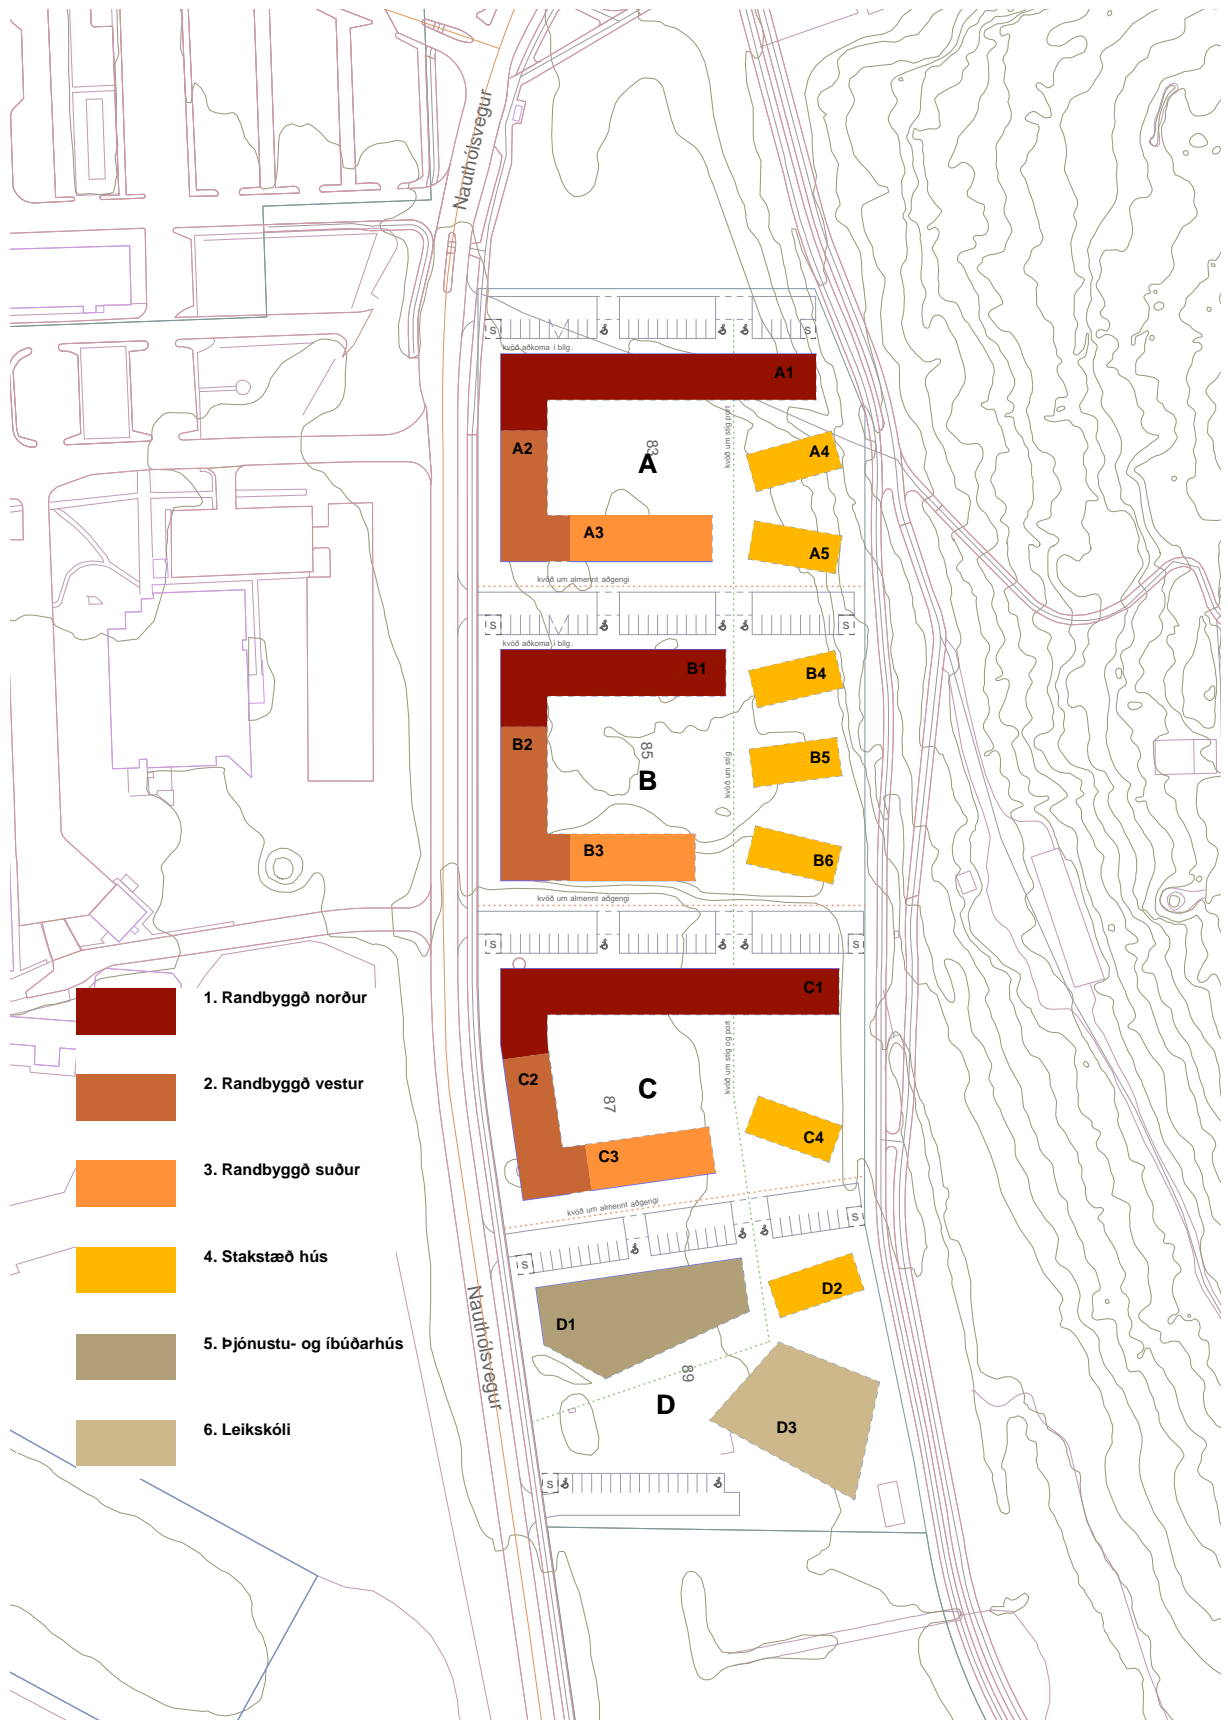 Nauthólsvegur
S
S
kvöð aðkoma í bílg.
A1
A2
83
A
kvöð um stíg port
A4
A3
A5
kvöð um almennt aðgengi
S
S
kvöð aðkoma í bílg.
B1
B4
B2
85
B
kvöð um stíg
B5
B3
B6
kvöð um almennt aðgengi
S
S
C1
1. Randbyggð norður
kvöð um stíg og port
C2
C
87
2. Randbyggð vestur
C4
C3
3. Randbyggð suður
kvöð um almennt aðgengi
S
S
4. Stakstæð hús
D2
D1
5. Þjónustu- og íbúðarhús
Nauthólsvegur
89
D
D3
6. Leikskóli
S